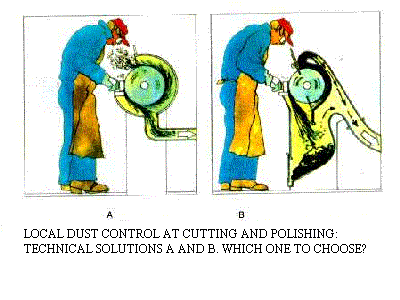 A B
LOCAL DUST CONTROL AT CUTTING AND POLISHING:
TECHNICAL SOLUTIONS A AND B. WHICH ONE TO CHOOSE?